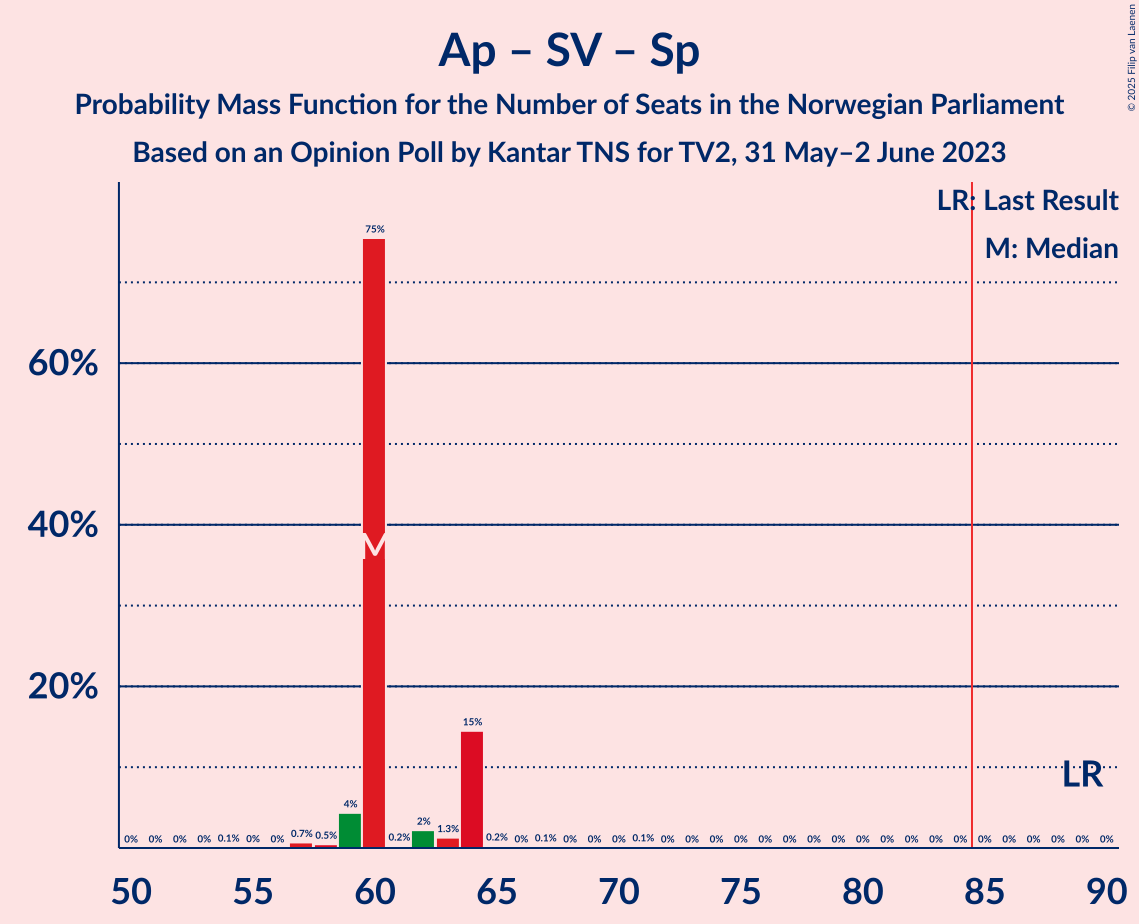 Ap – SV – Sp
Probability Mass Function for the Number of Seats in the Norwegian Parliament
Based on an Opinion Poll by Kantar TNS for TV2, 31 May–2 June 2023
© 2025 Filip van Laenen
LR: Last Result
M: Median
60%
40%
20%
75%
M
15%
LR
0% 0% 0% 0% 0.1% 0% 0% 0.7% 0.5% 4% 0.2% 2% 1.3% 0.2% 0% 0.1% 0% 0% 0% 0.1% 0% 0% 0% 0% 0% 0% 0% 0% 0% 0% 0% 0% 0% 0% 0% 0% 0% 0% 0%
50 55 60 65 70 75 80 85 90